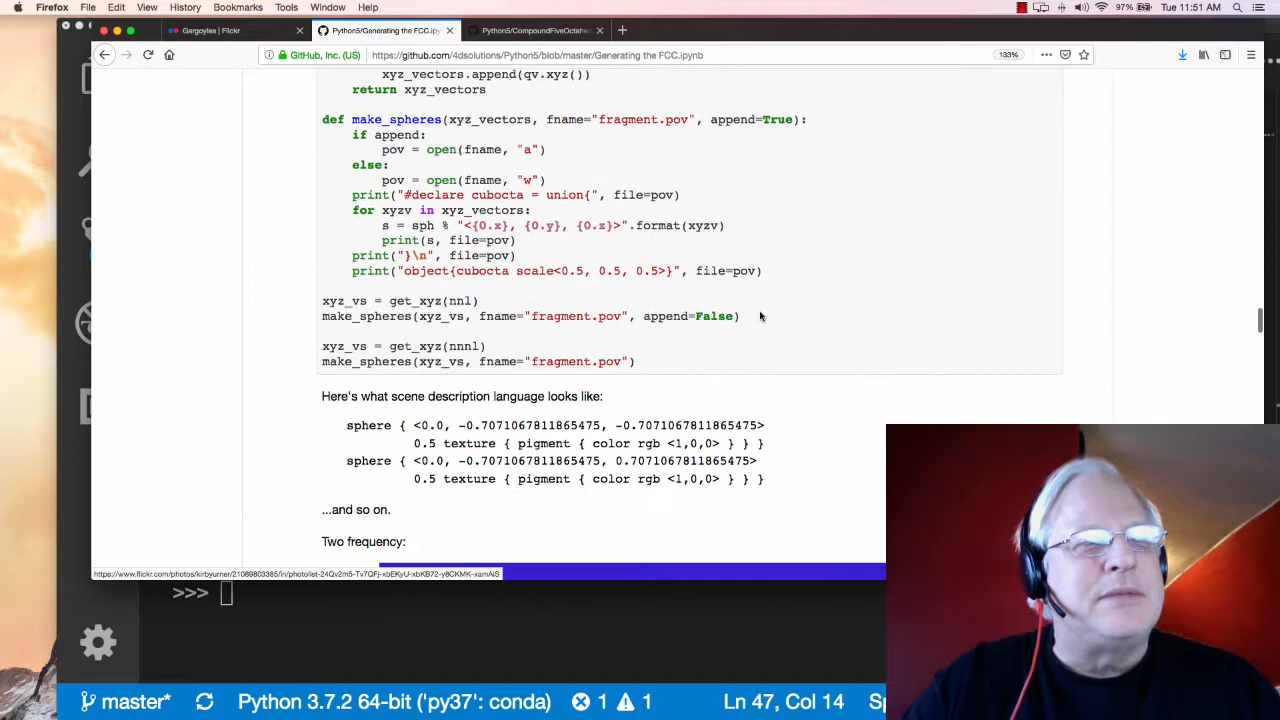 Firefox File Edit View History Bookmarks Tools Window Help 97% Tue 11:51 AM
Gargoyles | Flickr
Python5/Generating the FCC.ipy
Python5/CompoundFiveOctahe
GitHub, Inc. (US) https://github.com/4dsolutions/Python5/blob/master/Generating the FCC.ipynb 133%
xyz_vectors.append(qv.xyz())
return xyz_vectors
def make_spheres(xyz_vectors, fname="fragment.pov", append=True):
if append:
pov = open(fname, "a")
else:
pov = open(fname, "w")
print("#declare cubocta = union{", file=pov)
for xyzv in xyz_vectors:
s = sph % "<{0.x}, {0.y}, {0.z}>".format(xyzv)
print(s, file=pov)
print("}\n", file=pov)
print("object{cubocta scale<0.5, 0.5, 0.5>}", file=pov)
xyz_vs = get_xyz(nnl)
make_spheres(xyz_vs, fname="fragment.pov", append=False)
xyz_vs = get_xyz(nnnl)
make_spheres(xyz_vs, fname="fragment.pov")
Here's what scene description language looks like:
sphere { <0.0, -0.7071067811865475, -0.7071067811865475>
0.5 texture { pigment { color rgb <1,0,0> } } }
sphere { <0.0, -0.7071067811865475, 0.7071067811865475>
0.5 texture { pigment { color rgb <1,0,0> } } }
...and so on.
Two frequency:
>>>
master* Python 3.7.2 64-bit ('py37': conda) 1 1 Ln 47, Col 14 Sp